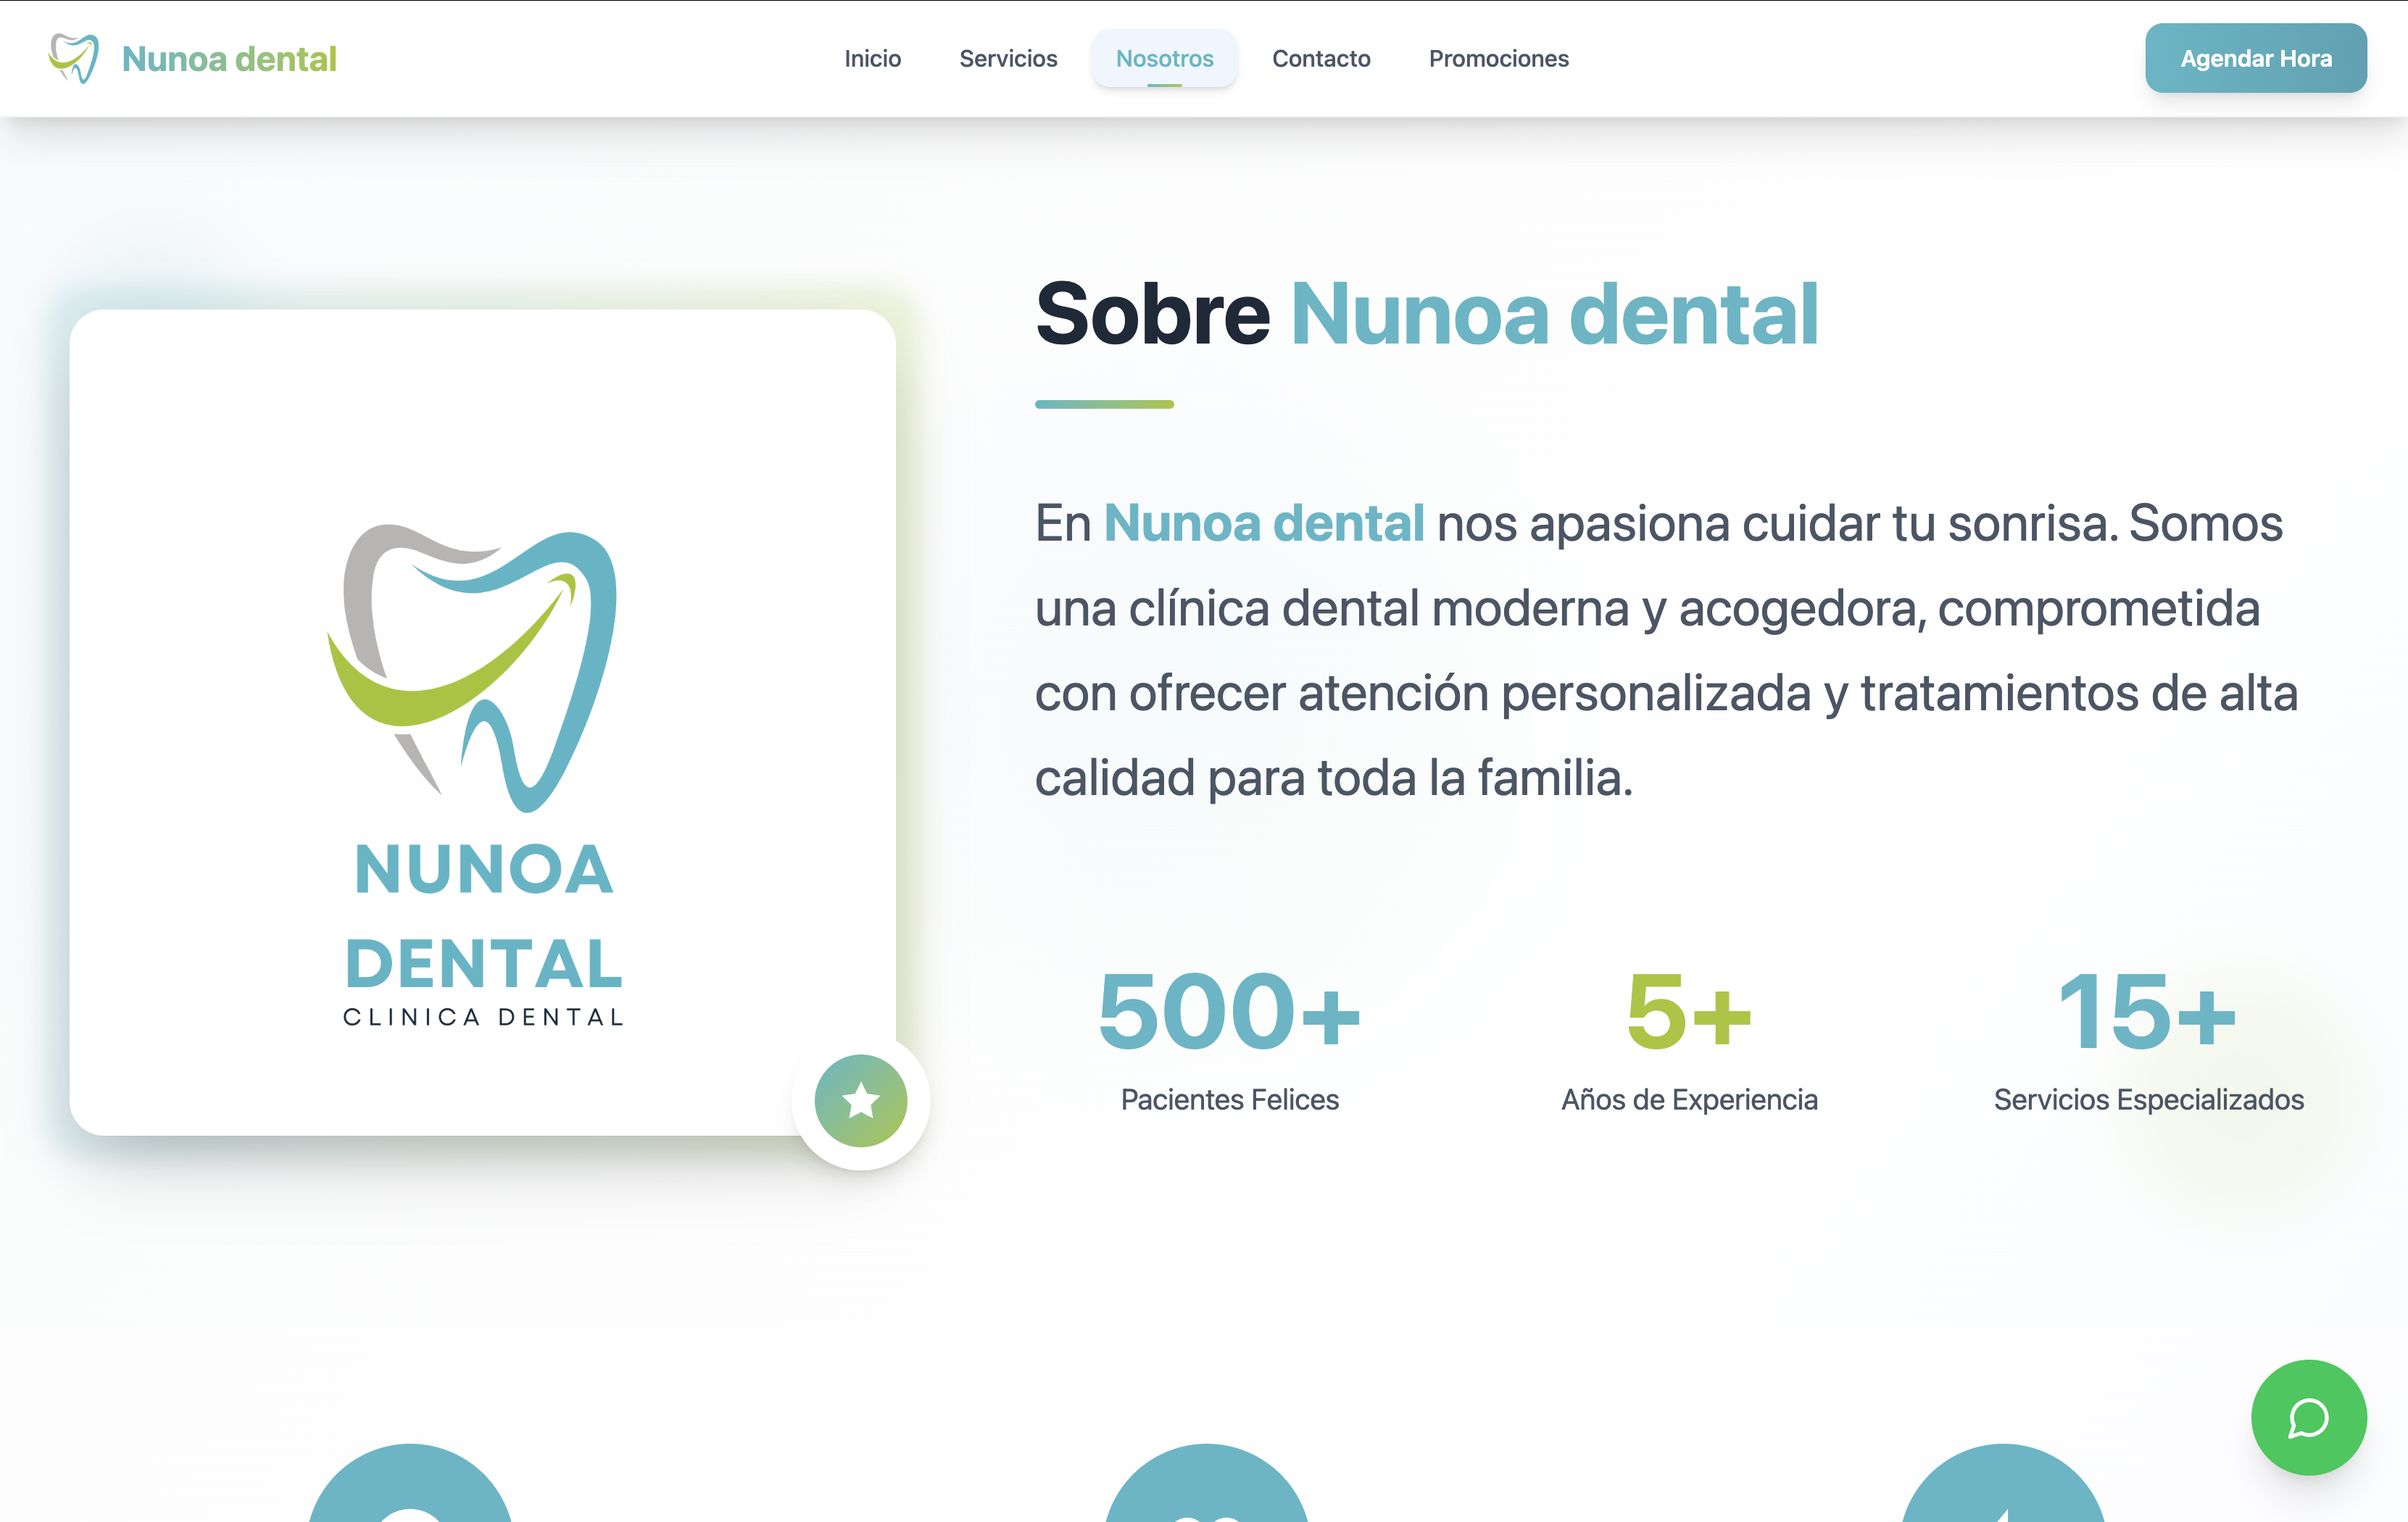 Nunoa dental
Inicio
Servicios
Nosotros
Contacto
Promociones
Agendar Hora
NUNOA
DENTAL
CLINICA DENTAL
Sobre Nunoa dental
En Nunoa dental nos apasiona cuidar tu sonrisa. Somos
una clínica dental moderna y acogedora, comprometida
con ofrecer atención personalizada y tratamientos de alta
calidad para toda la familia.
500+
Pacientes Felices
5+
Años de Experiencia
15+
Servicios Especializados